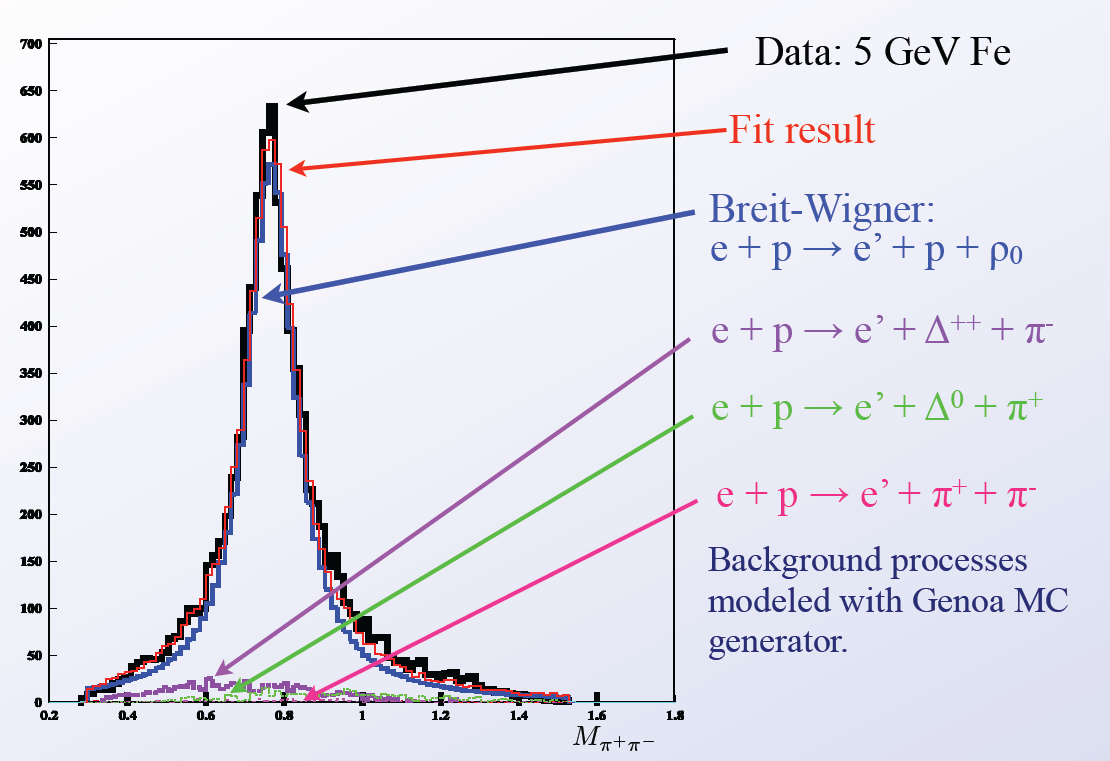 700
650
600
550
500
450
400
350
300
250
200
150
100
50
0
0.2 0.4 0.6 0.8 1 1.2 1.4 1.6 1.8
M π+π−
Data: 5 GeV Fe
Fit result
Breit-Wigner:
e + p → e’ + p + ρ₀
e + p → e’ + Δ⁺⁺ + π⁻
e + p → e’ + Δ⁰ + π⁺
e + p → e’ + π⁺ + π⁻
Background processes
modeled with Genoa MC
generator.